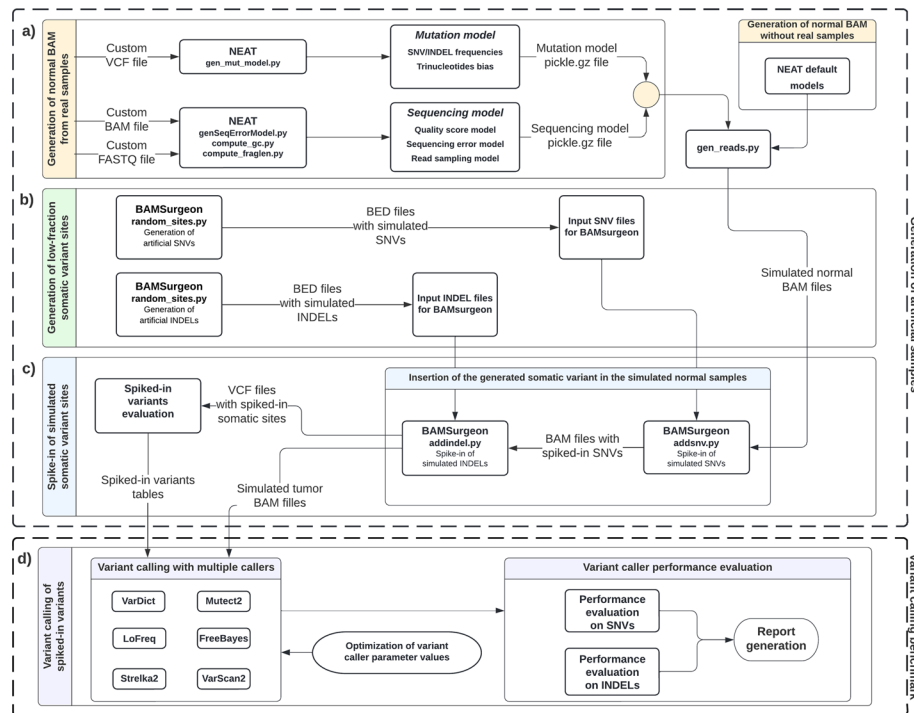 a)
Generation of normal BAM
from real samples
Custom
VCF file
NEAT
gen_mut_model.py
Mutation model
SNV/INDEL frequencies
Trinucleotides bias
Mutation model
pickle.gz file
Custom
BAM file
Custom
FASTQ file
NEAT
genSeqErrorModel.py
compute_gc.py
compute_fraglen.py
Sequencing model
Quality score model
Sequencing error model
Read sampling model
Sequencing model
pickle.gz file
Generation of normal BAM
without real samples
NEAT default
models
gen_reads.py
b)
Generation of low-fraction
somatic variant sites
BAMSurgeon
random_sites.py
Generation of
artificial SNVs
BED files
with simulated
SNVs
Input SNV files
for BAMsurgeon
BAMSurgeon
random_sites.py
Generation of
artificial INDELs
BED files
with simulated
INDELs
Input INDEL files
for BAMsurgeon
Simulated normal
BAM files
c)
Spike-in of simulated
somatic variant sites
Spiked-in
variants
evaluation
VCF files
with spiked-in
somatic sites
Insertion of the generated somatic variant in the simulated normal samples
BAMSurgeon
addindel.py
Spike-in of
simulated INDELs
BAM files with
spiked-in SNVs
BAMSurgeon
addsnv.py
Spike-in of
simulated SNVs
Spiked-in variants
tables
Simulated tumor
BAM filles
d)
Variant calling of
spiked-in variants
Variant calling with multiple callers
VarDict
Mutect2
LoFreq
FreeBayes
Strelka2
VarScan2
Optimization of variant
caller parameter values
Variant caller performance evaluation
Performance
evaluation
on SNVs
Performance
evaluation
on INDELs
Report
generation